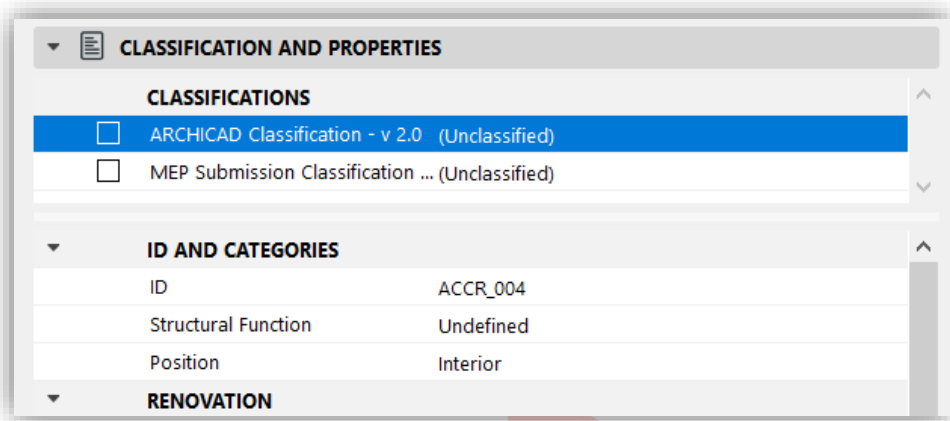 CLASSIFICATION AND PROPERTIES
CLASSIFICATIONS
ARCHICAD Classification - v 2.0 (Unclassified)
MEP Submission Classification ... (Unclassified)
ID AND CATEGORIES
ID ACCR_004
Structural Function Undefined
Position Interior
RENOVATION